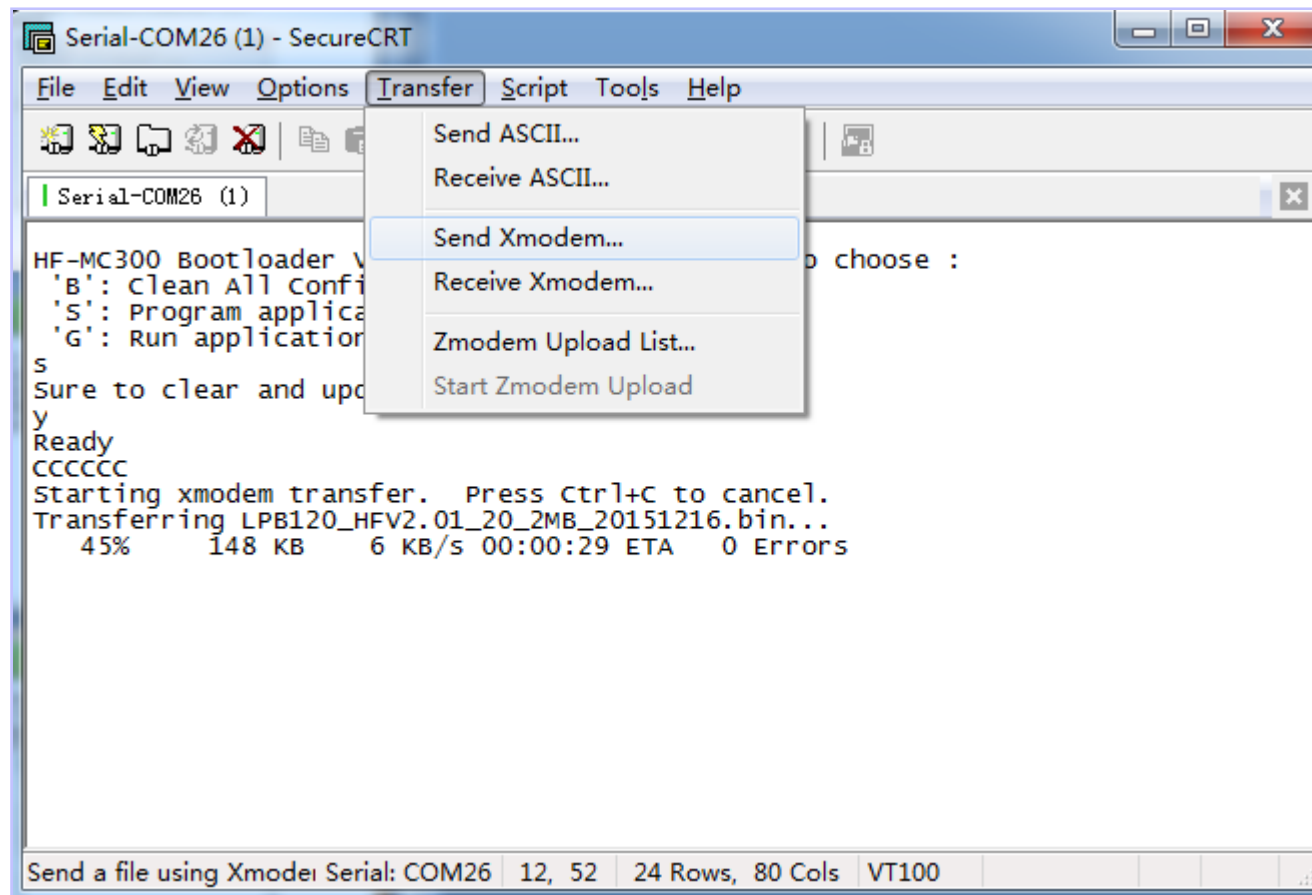 Serial-COM26 (1) - SecureCRT
File Edit View Options Transfer Script Tools Help
Send ASCII...
Receive ASCII...
Send Xmodem...
Receive Xmodem...
Zmodem Upload List...
Start Zmodem Upload
Serial-COM26 (1)
HF-MC300 Bootloader choose :
'B': Clean All
'S': Program
'G': Run application
s
Sure to clear and
y
Ready
CCCCCC
Starting xmodem transfer. Press Ctrl+C to cancel.
Transferring LPB120_HFV2.01_20_2MB_20151216.bin...
45% 148 KB 6 KB/s 00:00:29 ETA 0 Errors
Send a file using Serial: COM26 12, 52 24 Rows, 80 Cols VT100